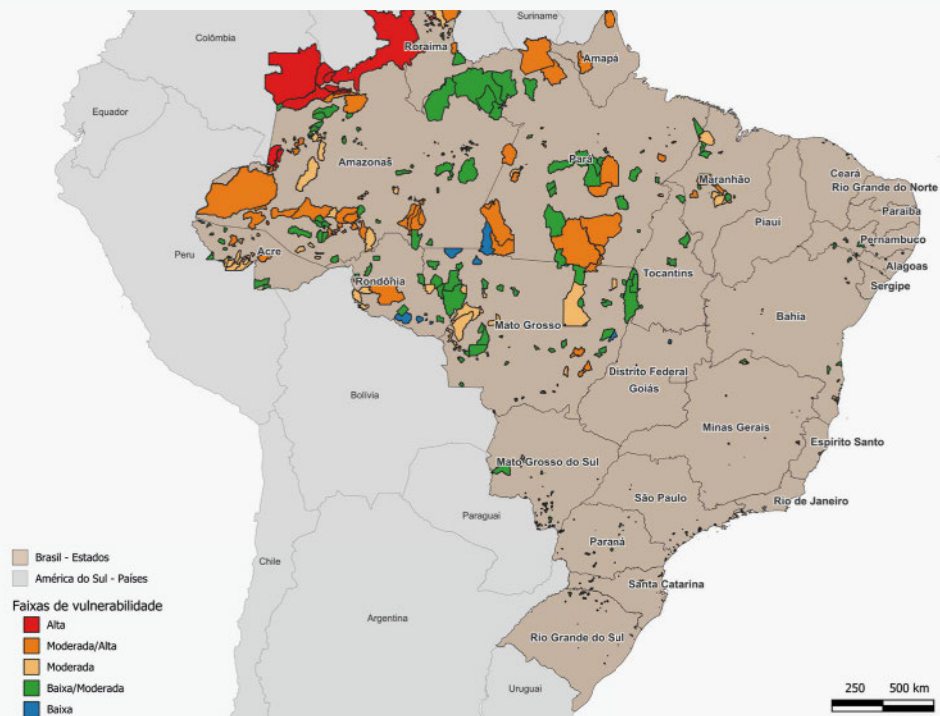 Colômbia
Suriname
Roraima
Amapá
Equador
Amazonas
Pará
Maranhão
Ceará
Rio Grande do Norte
Paraiba
Piauí
Pernambuco
Peru
Acre
Alagoas
Tocantins
Sergipe
Rondônia
Bahia
Mato Grosso
Distrito Federal
Goiás
Bolívia
Minas Gerais
Espirito Santo
Mato Grosso do Sul
São Paulo
Rio de Janeiro
Paraguai
Paraná
Chile
Santa Catarina
Argentina
Rio Grande do Sul
Uruguai
Brasil - Estados
América do Sul - Países
Faixas de vulnerabilidade
Alta
Moderada/Alta
Moderada
Baixa/Moderada
Baixa
250 500 km